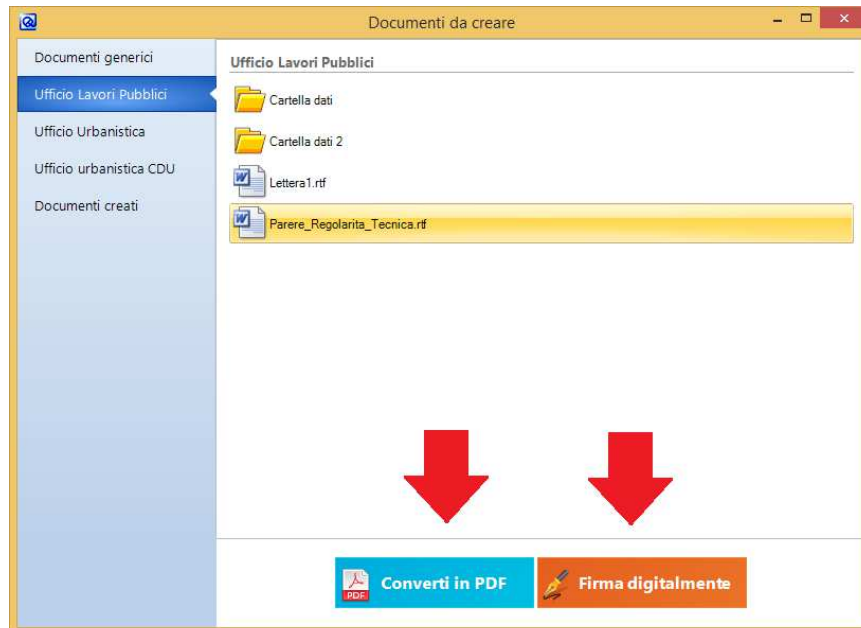 Documenti da creare
Documenti generici
Ufficio Lavori Pubblici
Ufficio Urbanistica
Ufficio urbanistica CDU
Documenti creati
Ufficio Lavori Pubblici
Cartella dati
Cartella dati 2
Lettera1.rtf
Parere_Regolarita_Tecnica.rtf
PDF
Converti in PDF
Firma digitalmente